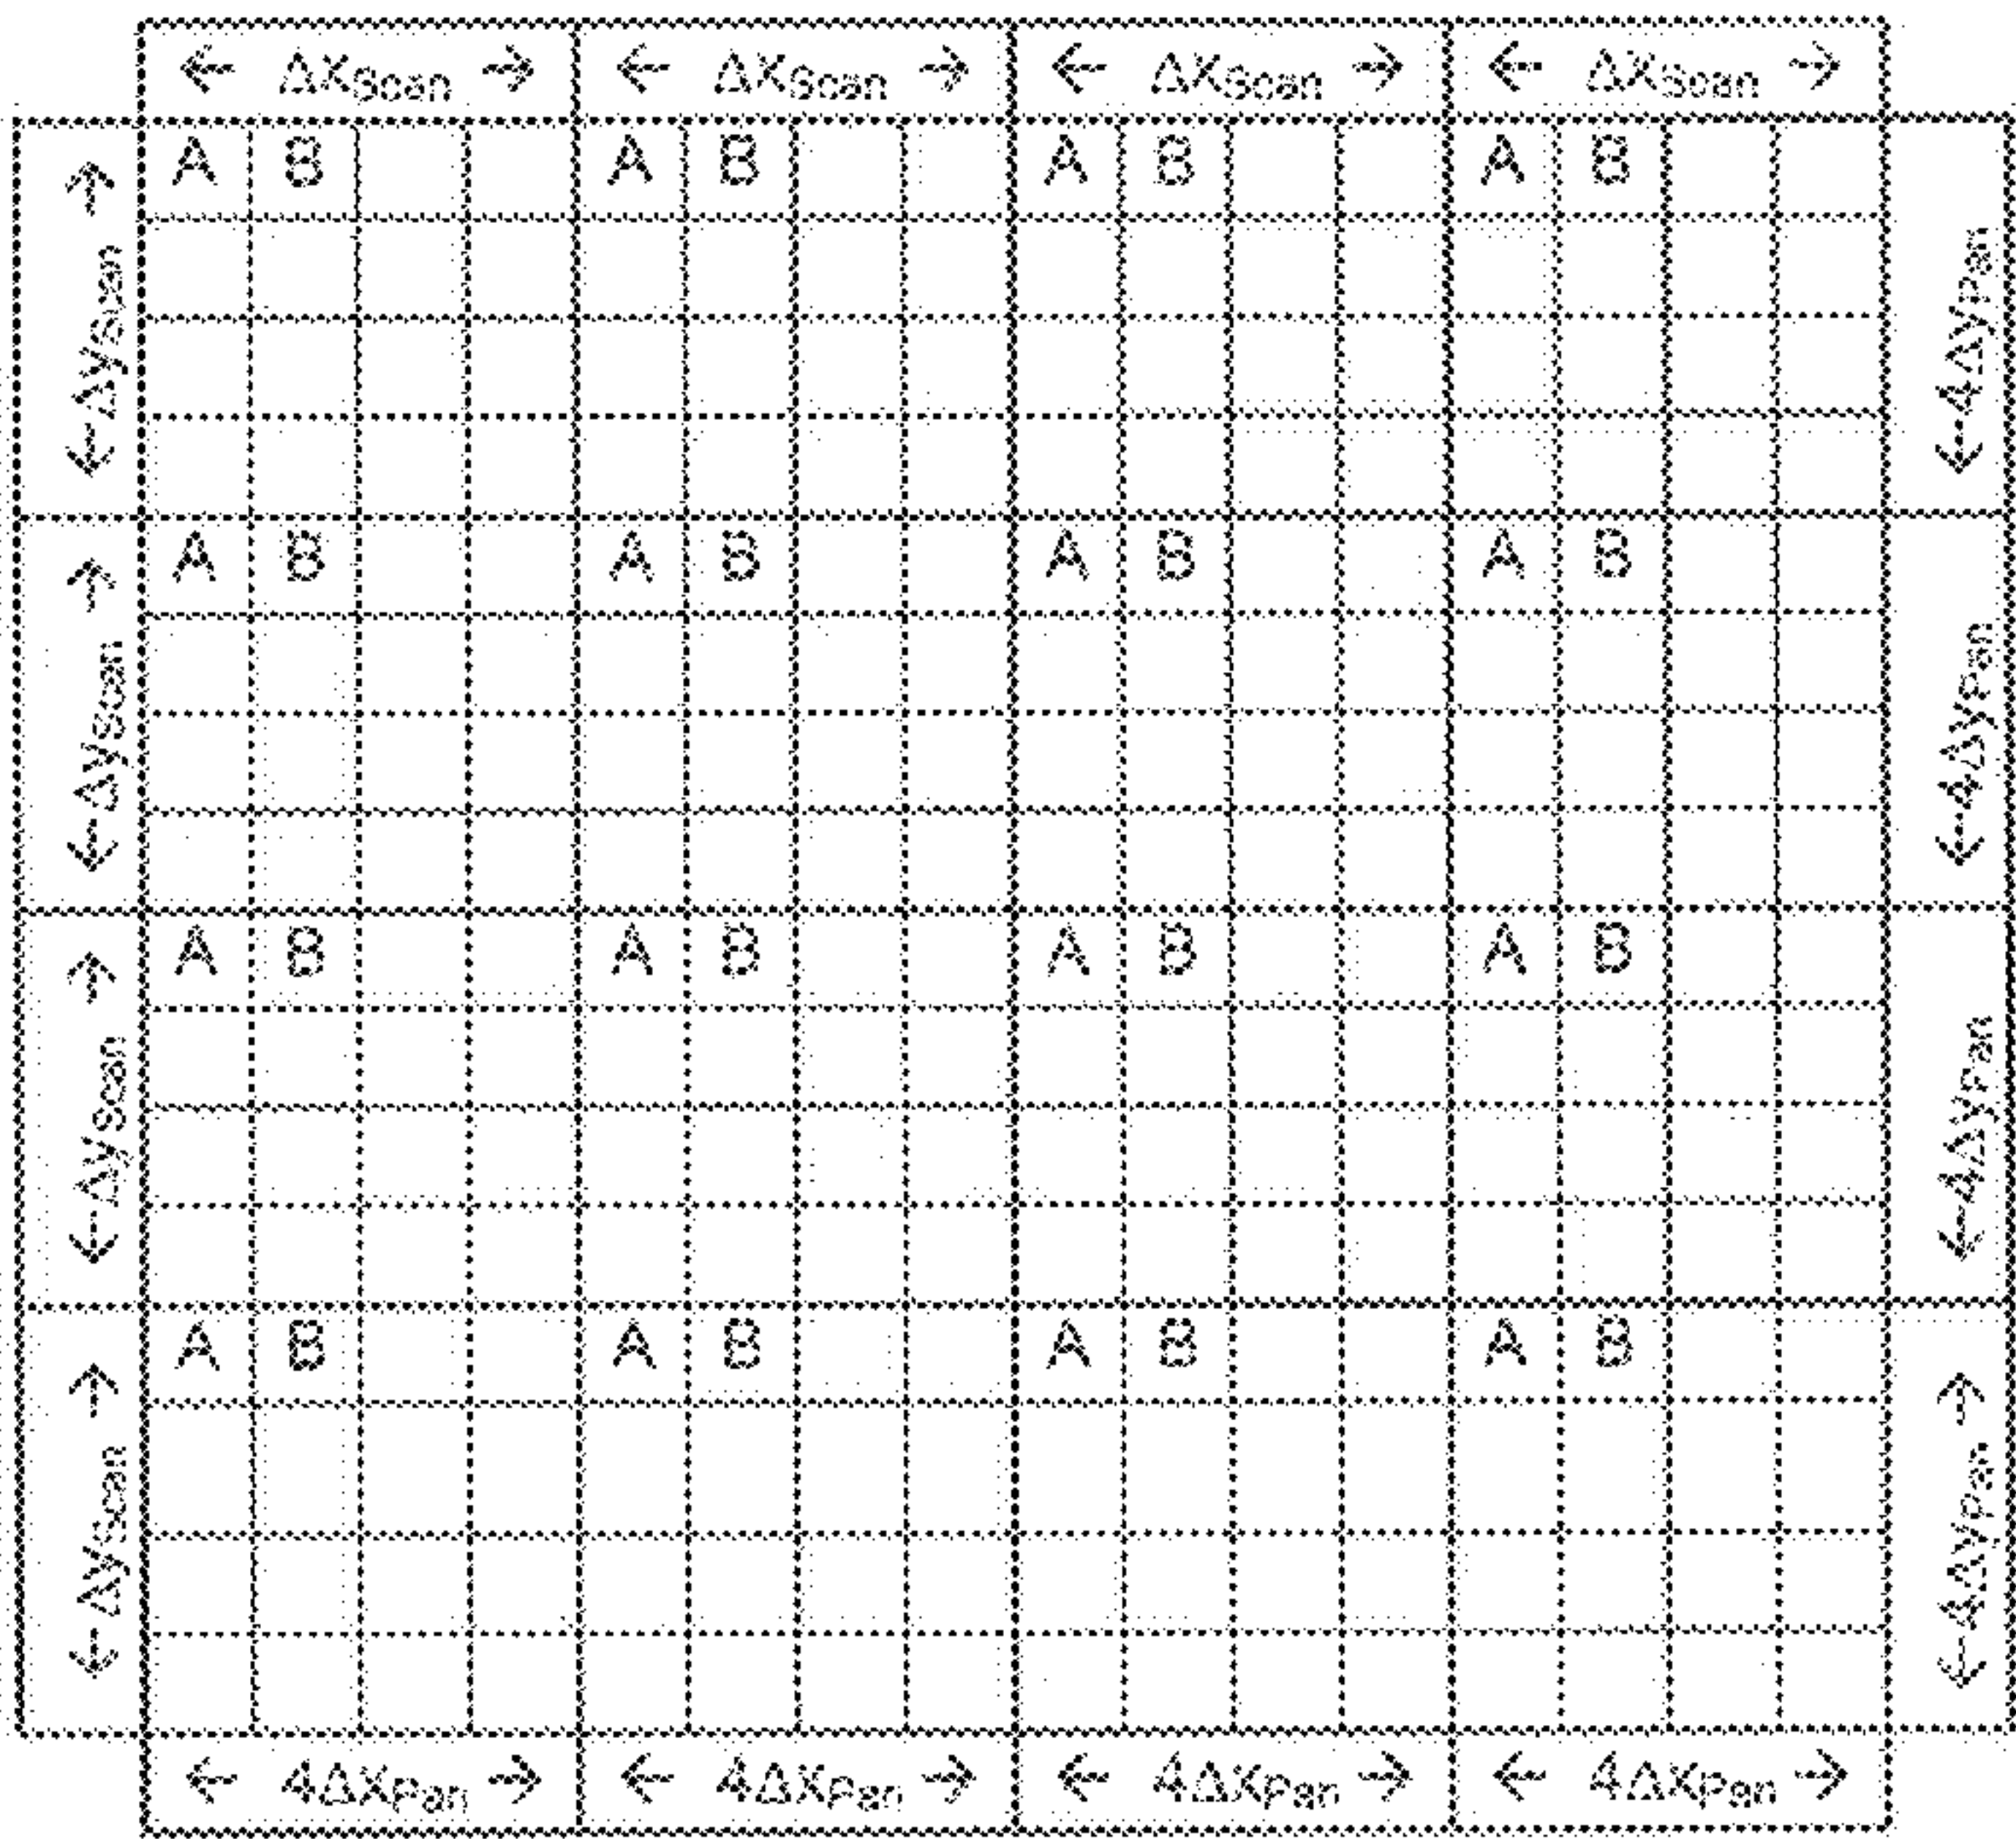 ← ΔXScan → ← ΔXScan → ← ΔXScan → ← ΔXScan →
A B A B A B A B
← ΔyScan →
← 4Δypan
A B A B A B A B
← ΔyScan →
← 4Δypan
A B A B A B A B
← ΔyScan →
← 4Δypan
A B A B A B A B
← ΔyScan →
← 4Δypan →
← 4ΔXPan → ← 4ΔXPan → ← 4ΔXPan → ← 4ΔXPan →